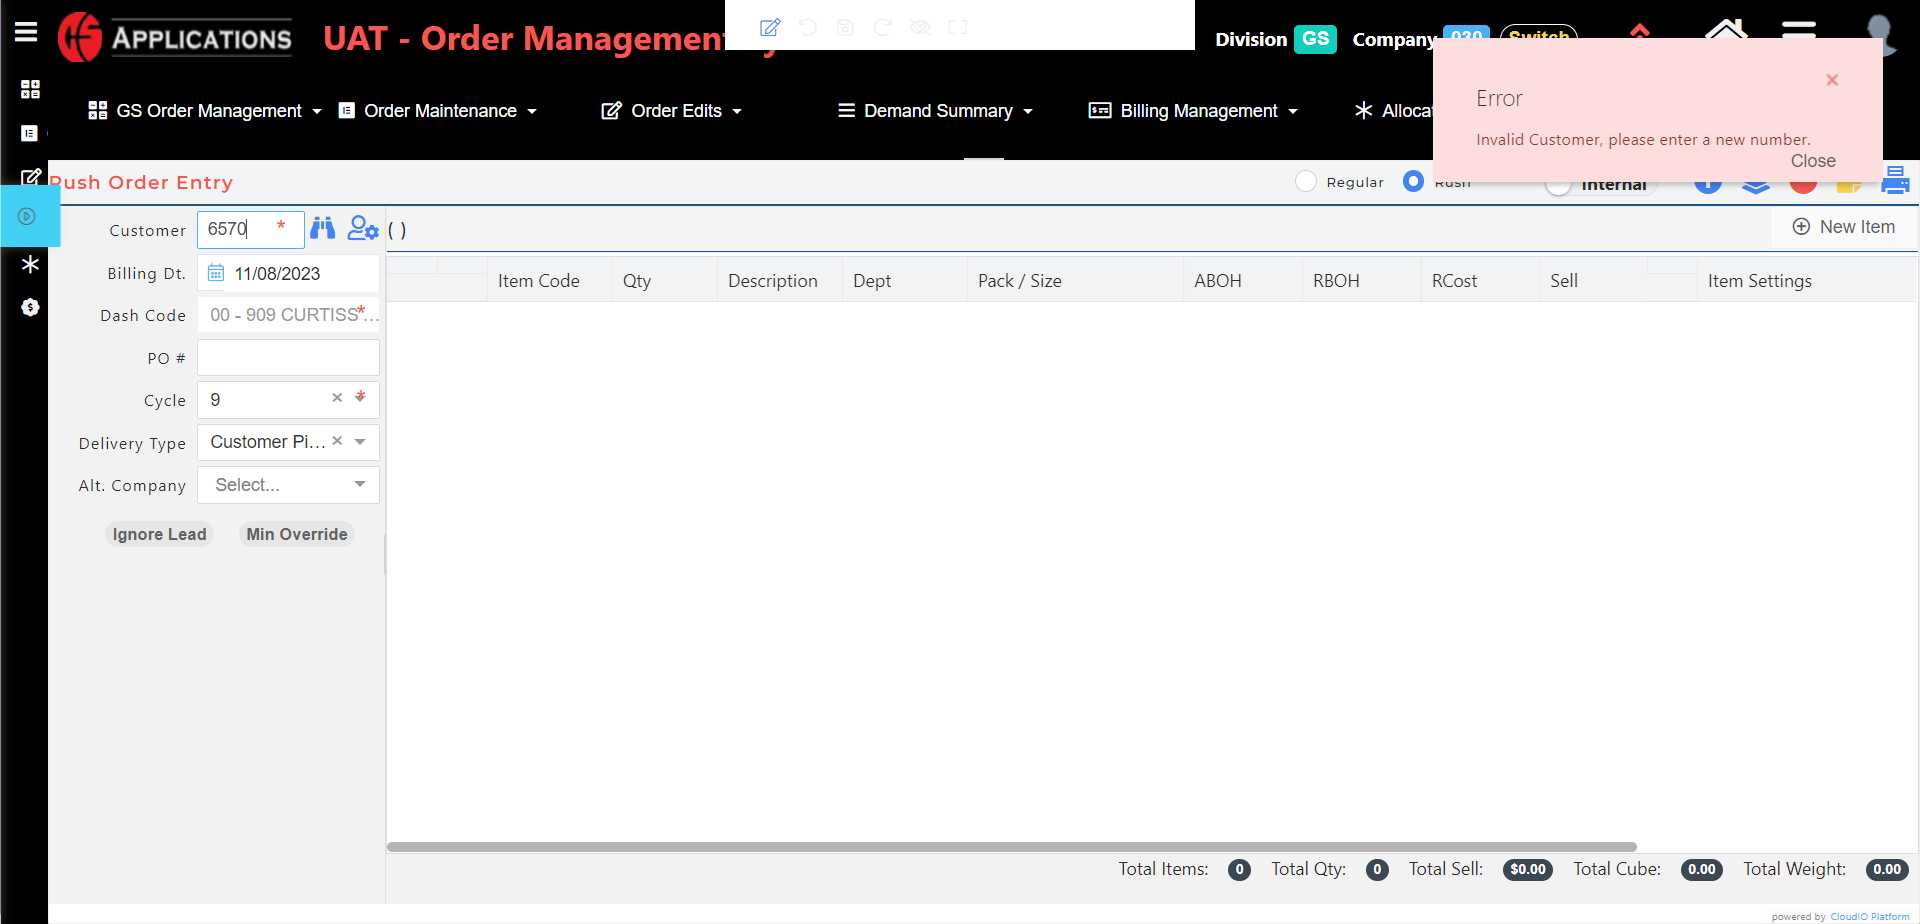 APPLICATIONS
UAT - Order Management
Division GS Company 030 Switch
GS Order Management
Order Maintenance
Order Edits
Demand Summary
Billing Management
Error
Invalid Customer, please enter a new number.
Close
Rush Order Entry
Regular
Rush
Internal
Customer 6570 * ( )
New Item
Billing Dt. 11/08/2023
Dash Code 00 - 909 CURTISS*...
PO #
Cycle 9 *
Delivery Type Customer Pi...
Alt. Company Select...
Ignore Lead Min Override
Item Code Qty Description Dept Pack / Size ABOH RBOH RCost Sell Item Settings
Total Items: 0 Total Qty: 0 Total Sell: $0.00 Total Cube: 0.00 Total Weight: 0.00
powered by CloudIO Platform